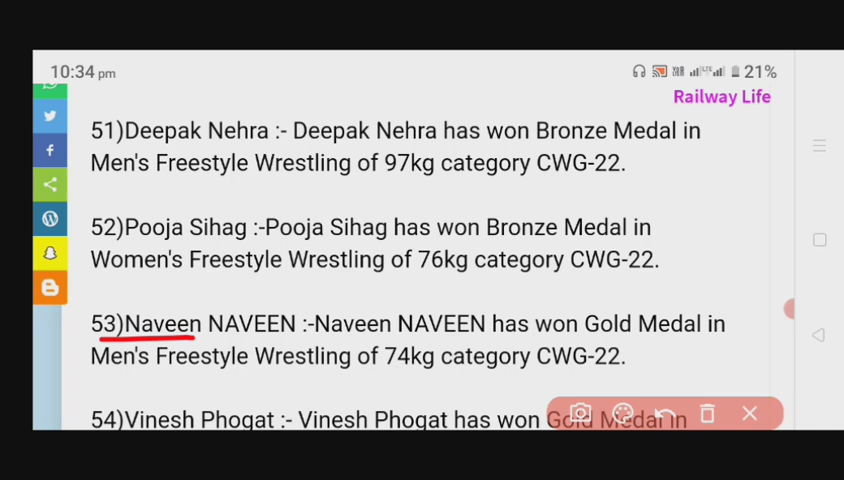 10:34 pm
21%
Railway Life
51)Deepak Nehra :- Deepak Nehra has won Bronze Medal in
Men's Freestyle Wrestling of 97kg category CWG-22.
52)Pooja Sihag :-Pooja Sihag has won Bronze Medal in
Women's Freestyle Wrestling of 76kg category CWG-22.
53)Naveen NAVEEN :-Naveen NAVEEN has won Gold Medal in
Men's Freestyle Wrestling of 74kg category CWG-22.
54)Vinesh Phogat :- Vinesh Phogat has won Gold Medal in